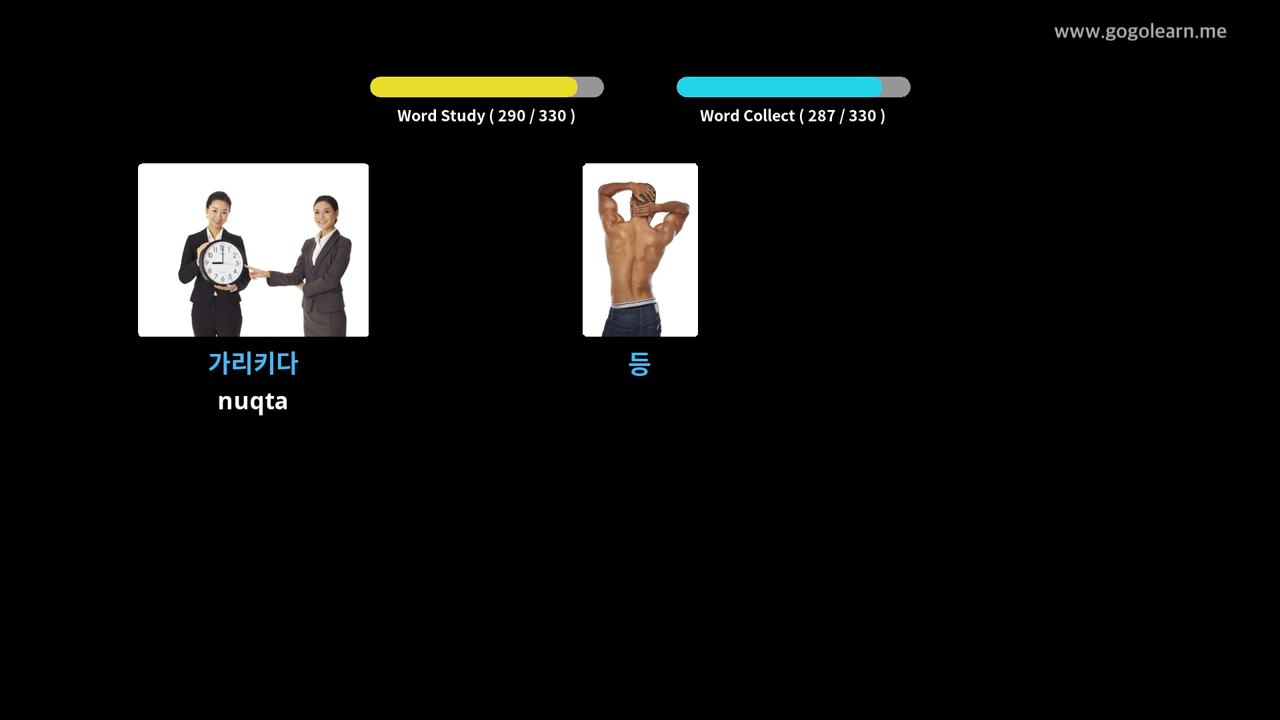 www.gogolearn.me
Word Study ( 290 / 330 )
Word Collect ( 287 / 330 )
가리키다
nuqta
등